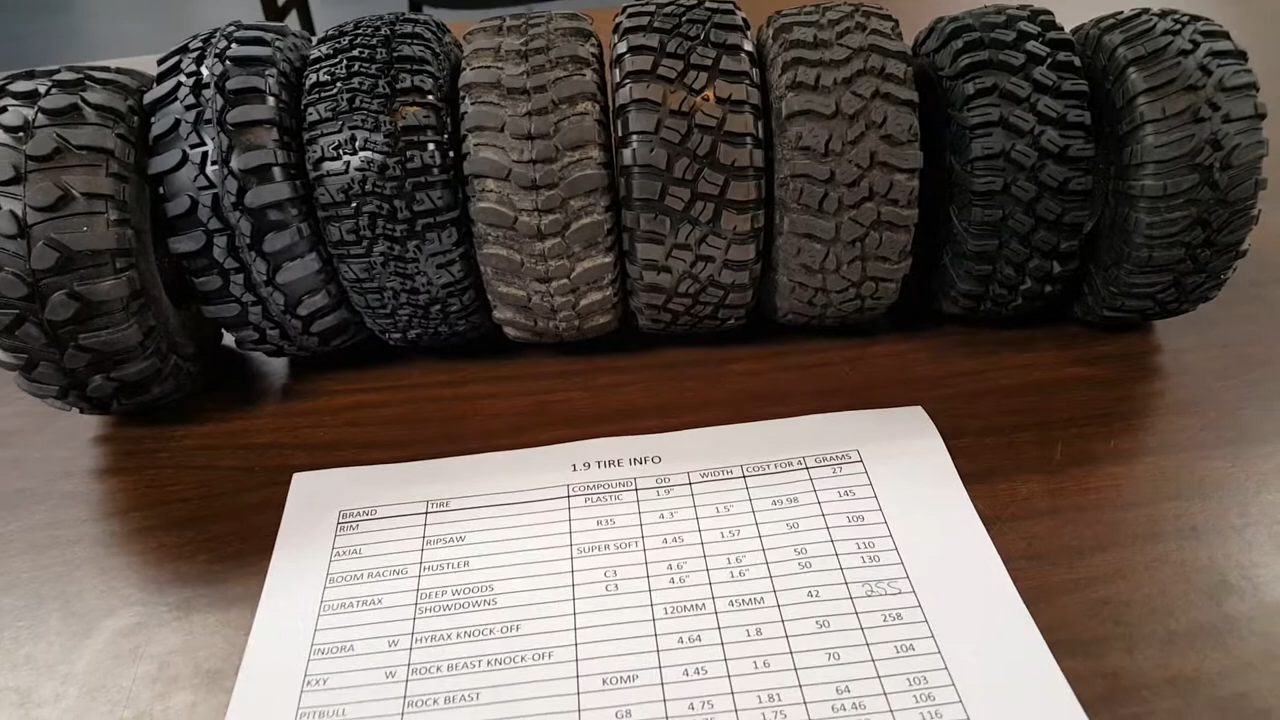 1.9 TIRE INFO
BRAND TIRE COMPOUND OD WIDTH COST FOR 4 GRAMS
RIM PLASTIC 1.9" 27
AXIAL RIPSAW R35 4.3" 1.5" 49.98 145
BOOM RACING HUSTLER SUPER SOFT 4.45 1.57 50 109
DURATRAX DEEP WOODS C3 4.6" 1.6" 50 110
SHOWDOWNS C3 4.6" 1.6" 50 130
INJORA W HYRAX KNOCK-OFF 120MM 45MM 42 255
KXY W ROCK BEAST KNOCK-OFF 4.64 1.8 50 258
PITBULL ROCK BEAST KOMP 4.45 1.6 70 104
G8 4.75 1.81 64 103
1.75 64.46 106
116